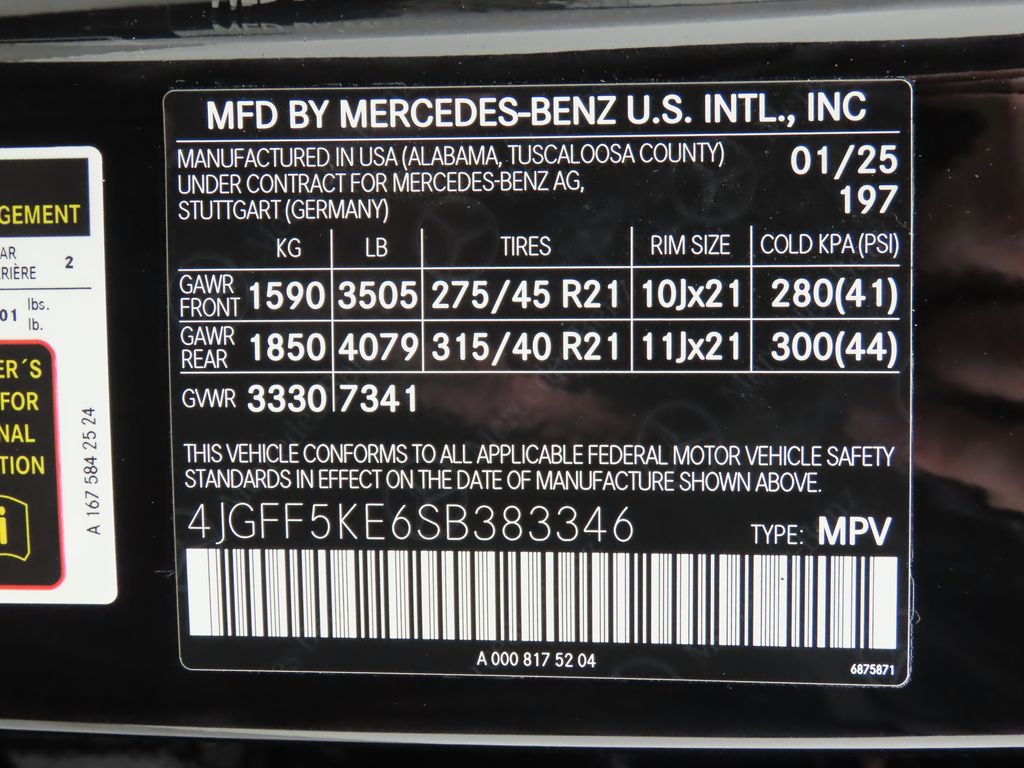 MFD BY MERCEDES-BENZ U.S. INTL., INC
MANUFACTURED IN USA (ALABAMA, TUSCALOOSA COUNTY)
UNDER CONTRACT FOR MERCEDES-BENZ AG,
STUTTGART (GERMANY)
01/25
197
KG LB TIRES RIM SIZE COLD KPA (PSI)
GAWR FRONT 1590 3505 275/45 R21 10Jx21 280(41)
GAWR REAR 1850 4079 315/40 R21 11Jx21 300(44)
GVWR 3330 7341
THIS VEHICLE CONFORMS TO ALL APPLICABLE FEDERAL MOTOR VEHICLE SAFETY
STANDARDS IN EFFECT ON THE DATE OF MANUFACTURE SHOWN ABOVE.
4JGFF5KE6SB383346 TYPE: MPV
A 000 817 52 04
6875871
GEMENT
AR
RIÈRE 2
01 lbs.
lb.
ER´S
FOR
NAL
TION
i
A 167 584 25 24